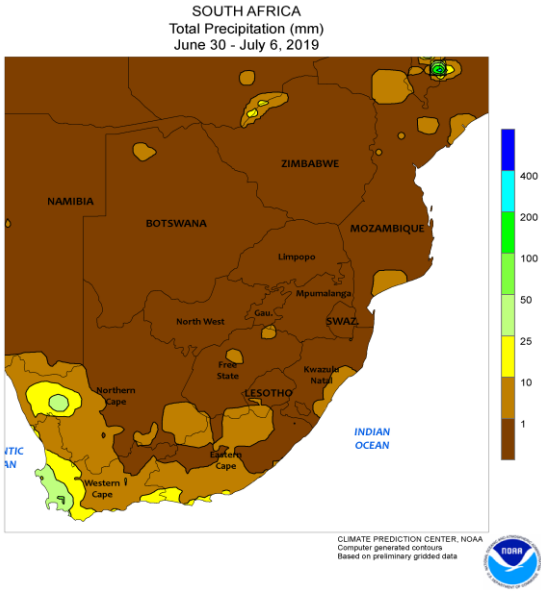 SOUTH AFRICA
Total Precipitation (mm)
June 30 - July 6, 2019
ZIMBABWE
NAMIBIA
BOTSWANA
MOZAMBIQUE
Limpopo
Mpumalanga
Gau.
North West
SWAZ.
Free
State
Kwazulu
Natal
Northern
Cape
LESOTHO
INDIAN
OCEAN
NTIC
AN
Eastern
Cape
Western
Cape
400
200
100
50
25
10
1
CLIMATE PREDICTION CENTER, NOAA
Computer generated contours
Based on preliminary gridded data
NOAA